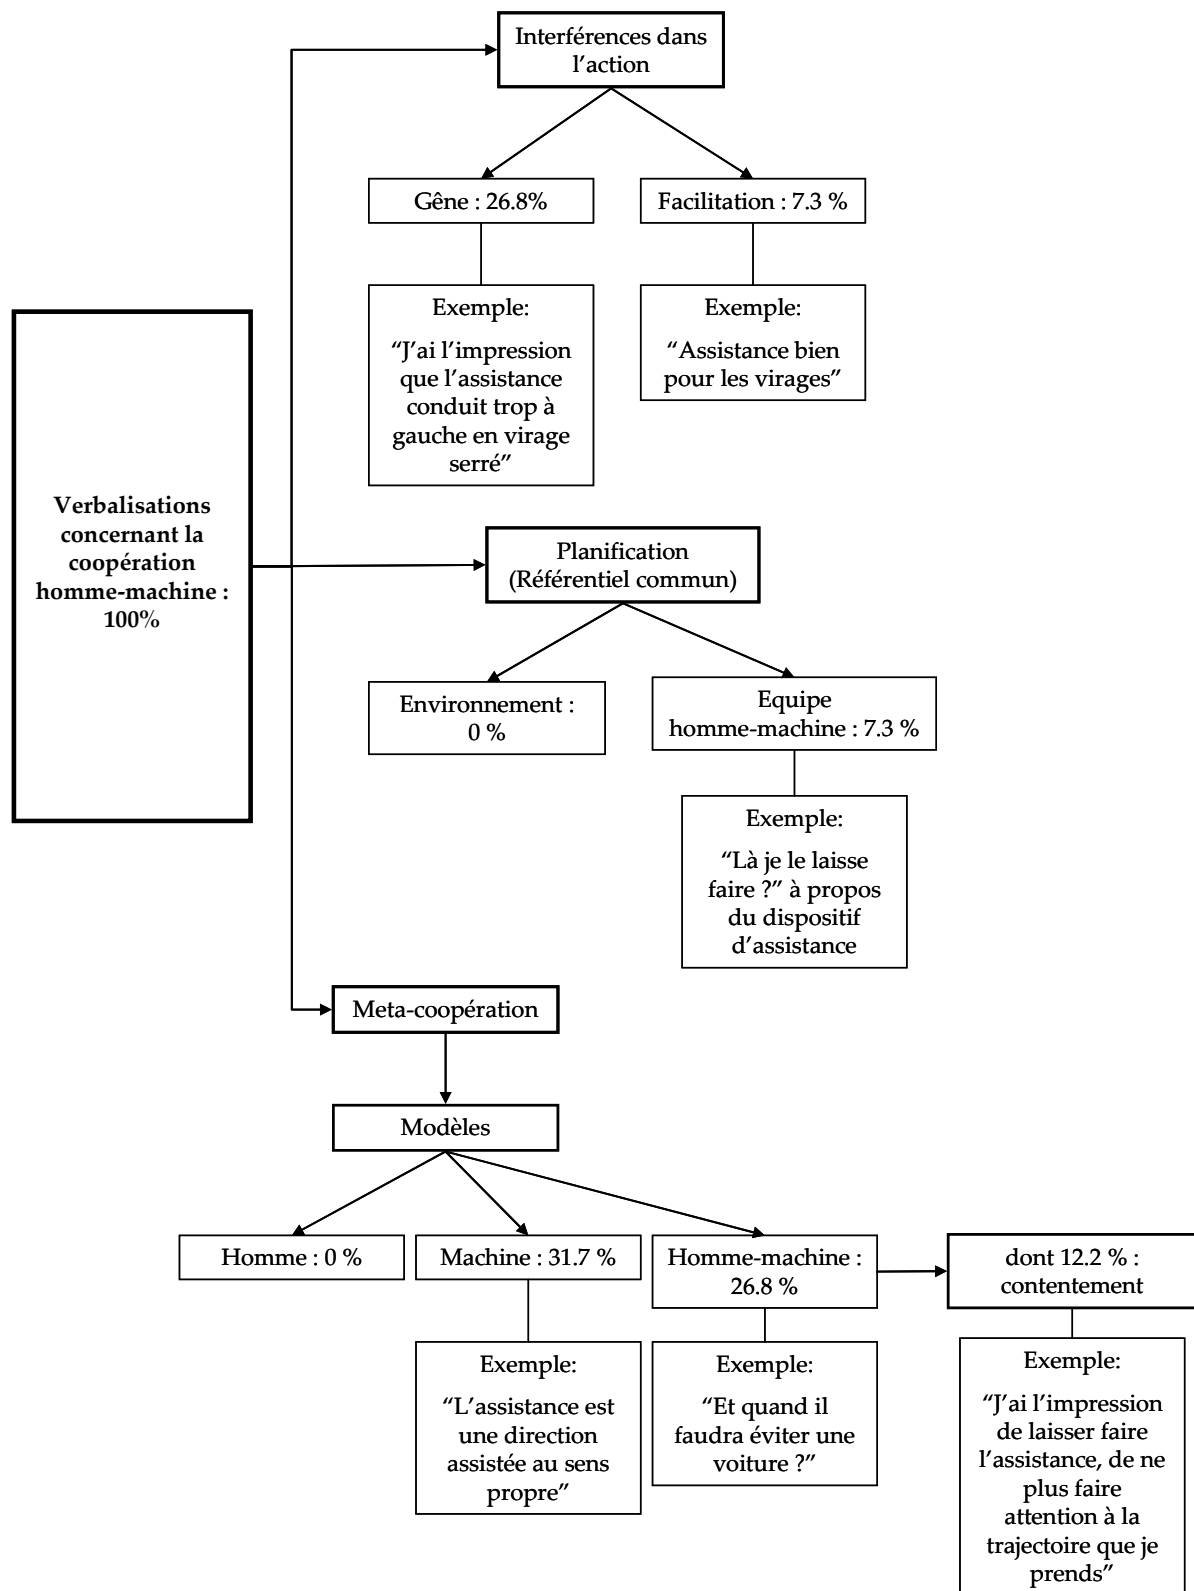 Interférences dans
l’action
Gêne : 26.8%
Facilitation : 7.3 %
Exemple:
“J’ai l’impression
que l’assistance
conduit trop à
gauche en virage
serré”
Exemple:
“Assistance bien
pour les virages”
Verbalisations
concernant la
coopération
homme-machine :
100%
Planification
(Référentiel commun)
Environnement :
0 %
Equipe
homme-machine : 7.3 %
Exemple:
“Là je le laisse
faire ?” à propos
du dispositif
d’assistance
Meta-coopération
Modèles
Homme : 0 %
Machine : 31.7 %
Homme-machine :
26.8 %
dont 12.2 % :
contentement
Exemple:
“L’assistance est
une direction
assistée au sens
propre”
Exemple:
“Et quand il
faudra éviter une
voiture ?”
Exemple:
“J’ai l’impression
de laisser faire
l’assistance, de ne
plus faire
attention à la
trajectoire que je
prends”